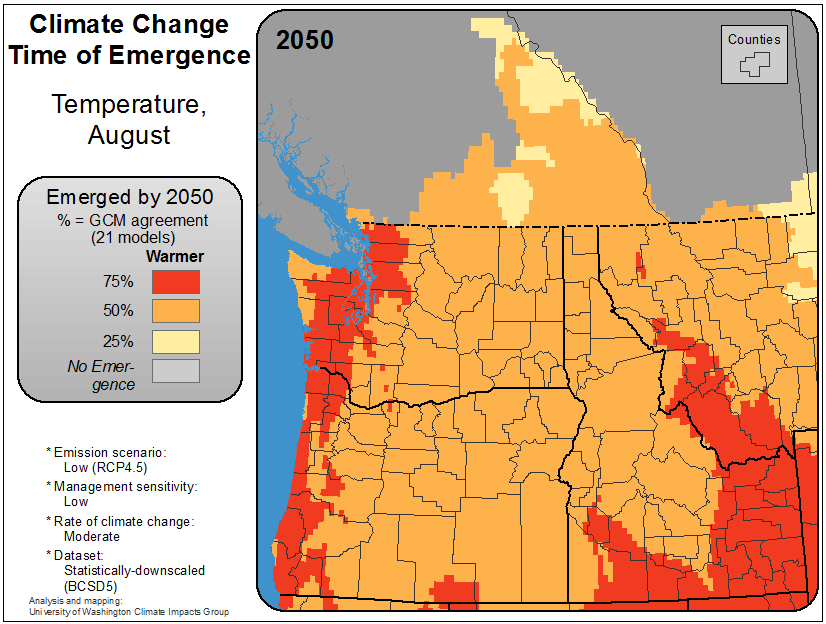 Climate Change
Time of Emergence
Temperature,
August
Emerged by 2050
% = GCM agreement
(21 models)
Warmer
75%
50%
25%
No Emer-
gence
* Emission scenario:
Low (RCP4.5)
* Management sensitivity:
Low
* Rate of climate change:
Moderate
* Dataset:
Statistically-downscaled
(BCSD5)
Analysis and mapping:
University of Washington Climate Impacts Group
2050
Counties